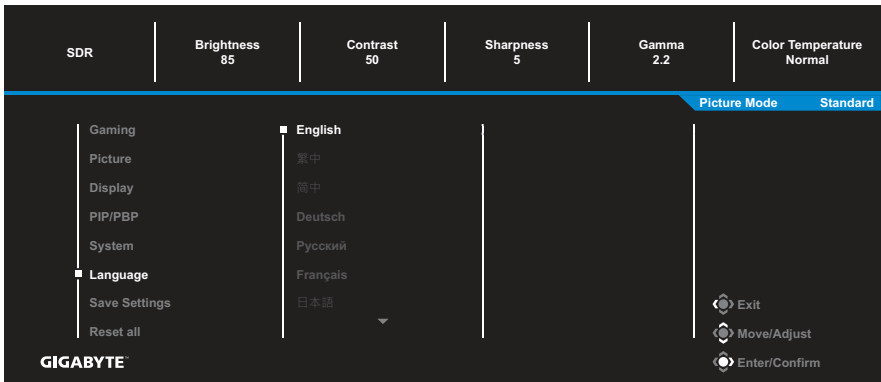 SDR
Brightness
85
Contrast
50
Sharpness
5
Gamma
2.2
Color Temperature
Normal
Picture Mode Standard
Gaming
Picture
Display
PIP/PBP
System
Language
Save Settings
Reset all
English
繁中
简中
Deutsch
Русский
Français
日本語
Exit
Move/Adjust
Enter/Confirm
GIGABYTE™